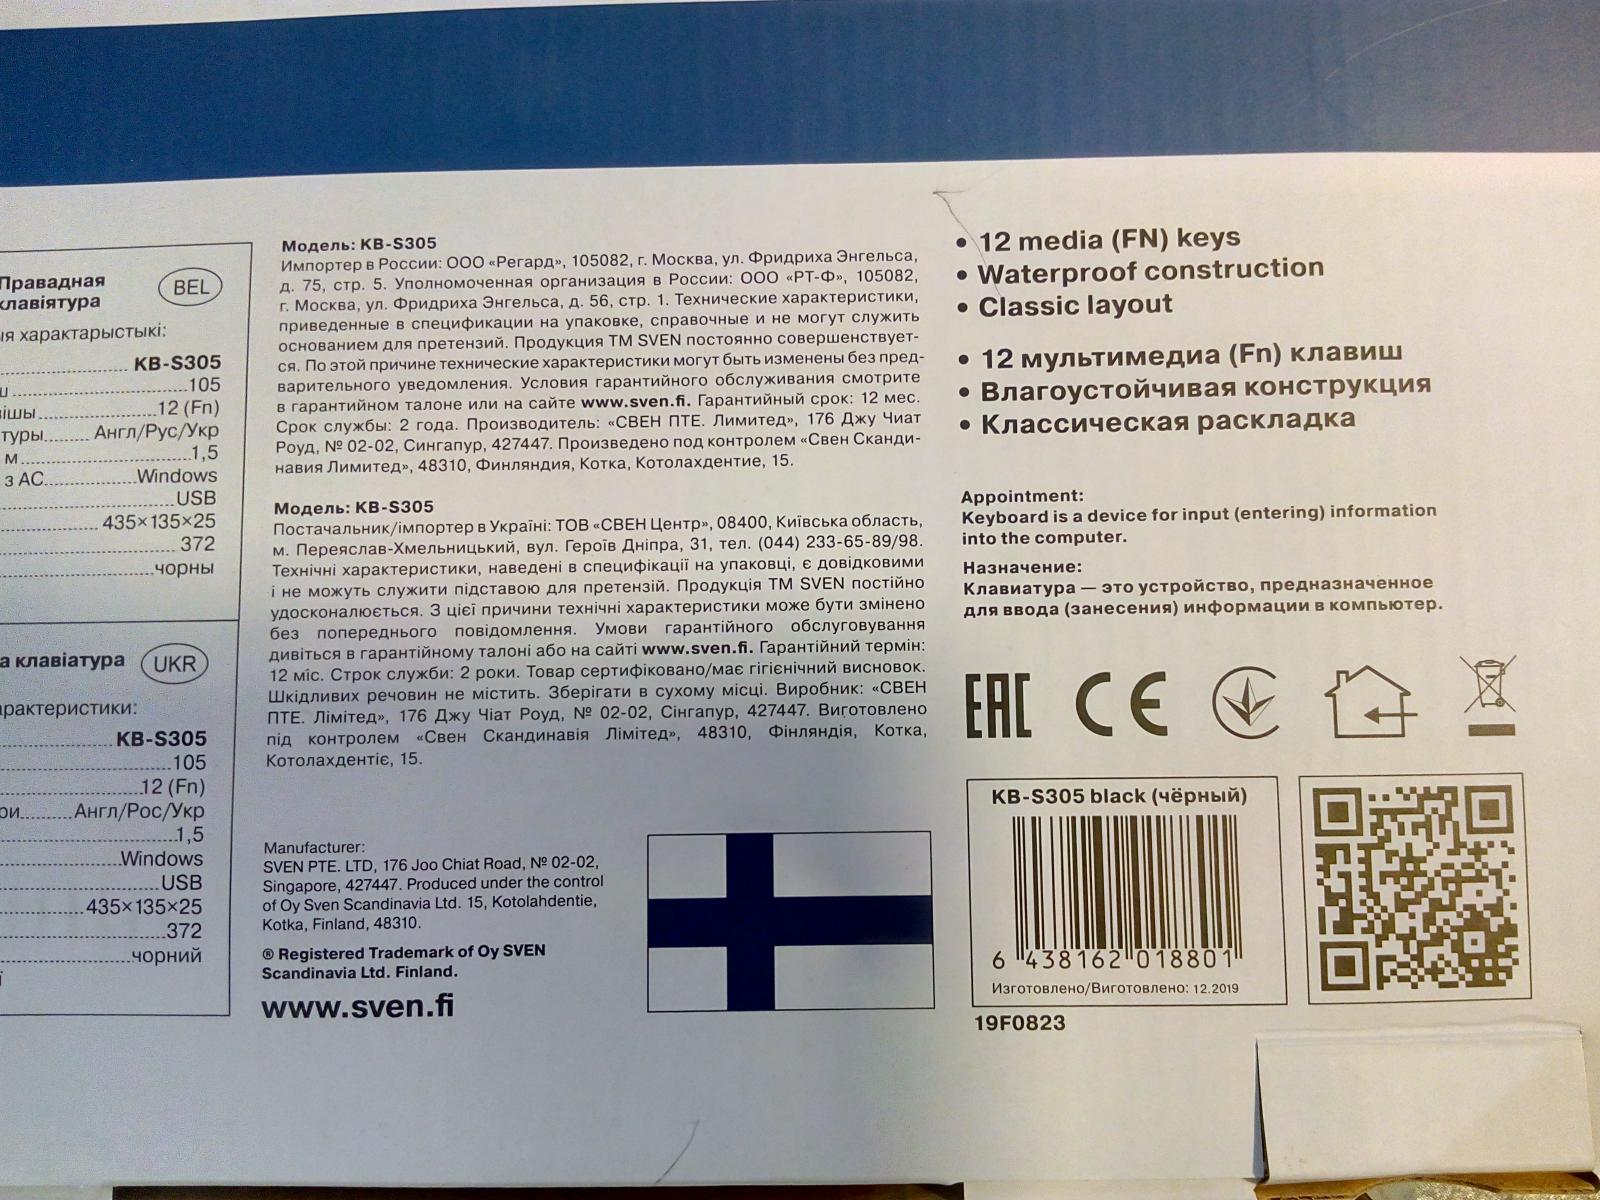 Правадная
клавіятура
BEL
характарыстыкі:
KB-S305
105
12 (Fn)
Англ/Рус/Укр
м 1,5
з АС Windows
USB
435×135×25
372
чорны
клавіатура
UKR
KB-S305
105
12 (Fn)
Англ/Рос/Укр
1,5
Windows
USB
435×135×25
372
чорний
Модель: KB-S305
Импортер в России: ООО «Регард», 105082, г. Москва, ул. Фридриха Энгельса,
д. 75, стр. 5. Уполномоченная организация в России: ООО «РТ-Ф», 105082,
г. Москва, ул. Фридриха Энгельса, д. 56, стр. 1. Технические характеристики,
приведенные в спецификации на упаковке, справочные и не могут служить
основанием для претензий. Продукция ТМ SVEN постоянно совершенствует-
ся. По этой причине технические характеристики могут быть изменены без пред-
варительного уведомления. Условия гарантийного обслуживания смотрите
в гарантийном талоне или на сайте www.sven.fi. Гарантийный срок: 12 мес.
Срок службы: 2 года. Производитель: «СВЕН ПТЕ. Лимитед», 176 Джу Чиат
Роуд, № 02-02, Сингапур, 427447. Произведено под контролем «Свен Сканди-
навия Лимитед», 48310, Финляндия, Котка, Котолахдентие, 15.
Модель: KB-S305
Постачальник/імпортер в Україні: ТОВ «СВЕН Центр», 08400, Київська область,
м. Переяслав-Хмельницький, вул. Героїв Дніпра, 31, тел. (044) 233-65-89/98.
Технічні характеристики, наведені в специфікації на упаковці, є довідковими
і не можуть служити підставою для претензій. Продукція ТМ SVEN постійно
удосконалюється. З цієї причини технічні характеристики може бути змінено
без попереднього повідомлення. Умови гарантійного обслуговування
дивіться в гарантійному талоні або на сайті www.sven.fi. Гарантійний термін:
12 міс. Строк служби: 2 роки. Товар сертифіковано/має гігієнічний висновок.
Шкідливих речовин не містить. Зберігати в сухому місці. Виробник: «СВЕН
ПТЕ. Лімітед», 176 Джу Чіат Роуд, № 02-02, Сінгапур, 427447. Виготовлено
під контролем «Свен Скандинавія Лімітед», 48310, Фінляндія, Котка,
Котолахдентіє, 15.
Manufacturer:
SVEN PTE. LTD, 176 Joo Chiat Road, № 02-02,
Singapore, 427447. Produced under the control
of Oy Sven Scandinavia Ltd. 15, Kotolahdentie,
Kotka, Finland, 48310.
® Registered Trademark of Oy SVEN
Scandinavia Ltd. Finland.
www.sven.fi
• 12 media (FN) keys
• Waterproof construction
• Classic layout
• 12 мультимедиа (Fn) клавиш
• Влагоустойчивая конструкция
• Классическая раскладка
Appointment:
Keyboard is a device for input (entering) information
into the computer.
Назначение:
Клавиатура — это устройство, предназначенное
для ввода (занесения) информации в компьютер.
EAC CE
KB-S305 black (чёрный)
6 438162 018801
Изготовлено/Виготовлено: 12.2019
19F0823